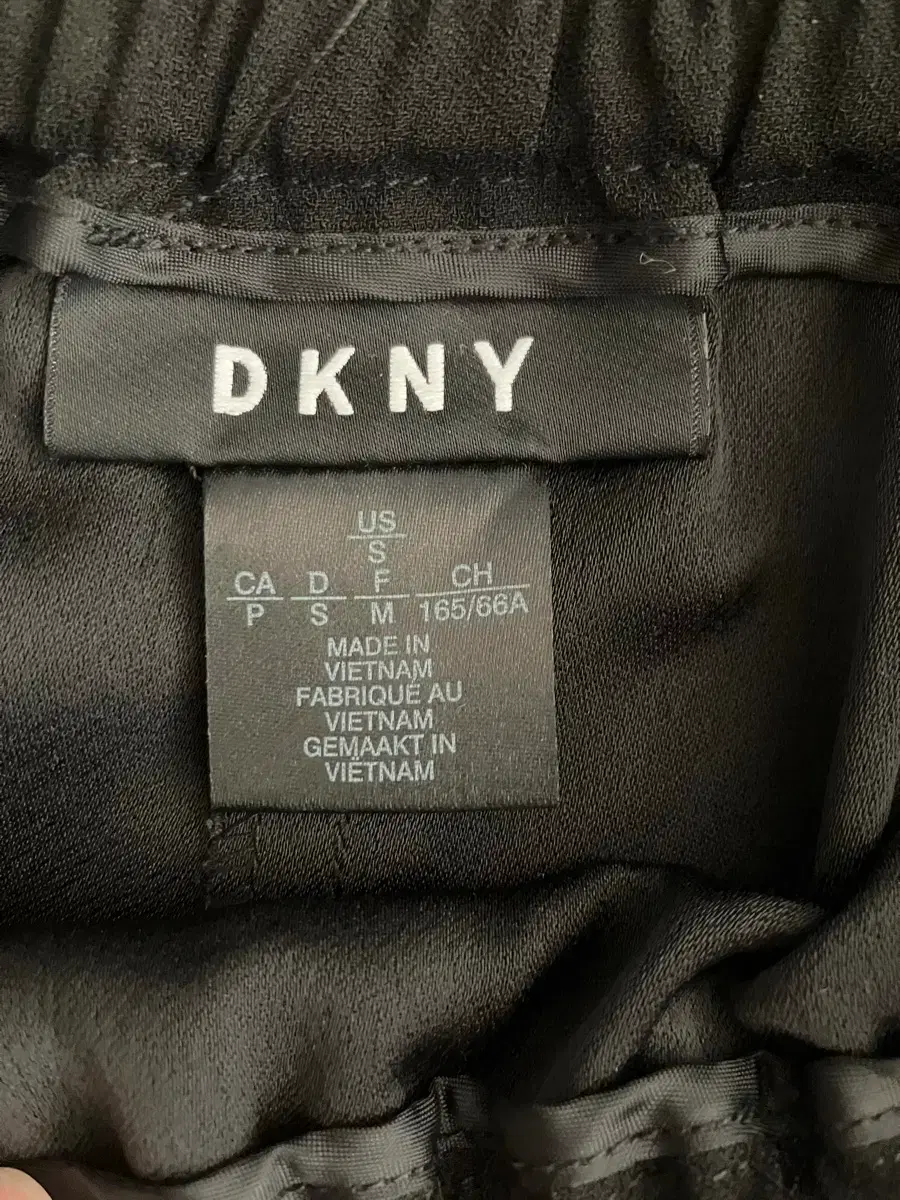 DKNY
US
S
CA D F CH
P S M 165/66A
MADE IN
VIETNAM
FABRIQUÉ AU
VIETNAM
GEMAAKT IN
VIËTNAM